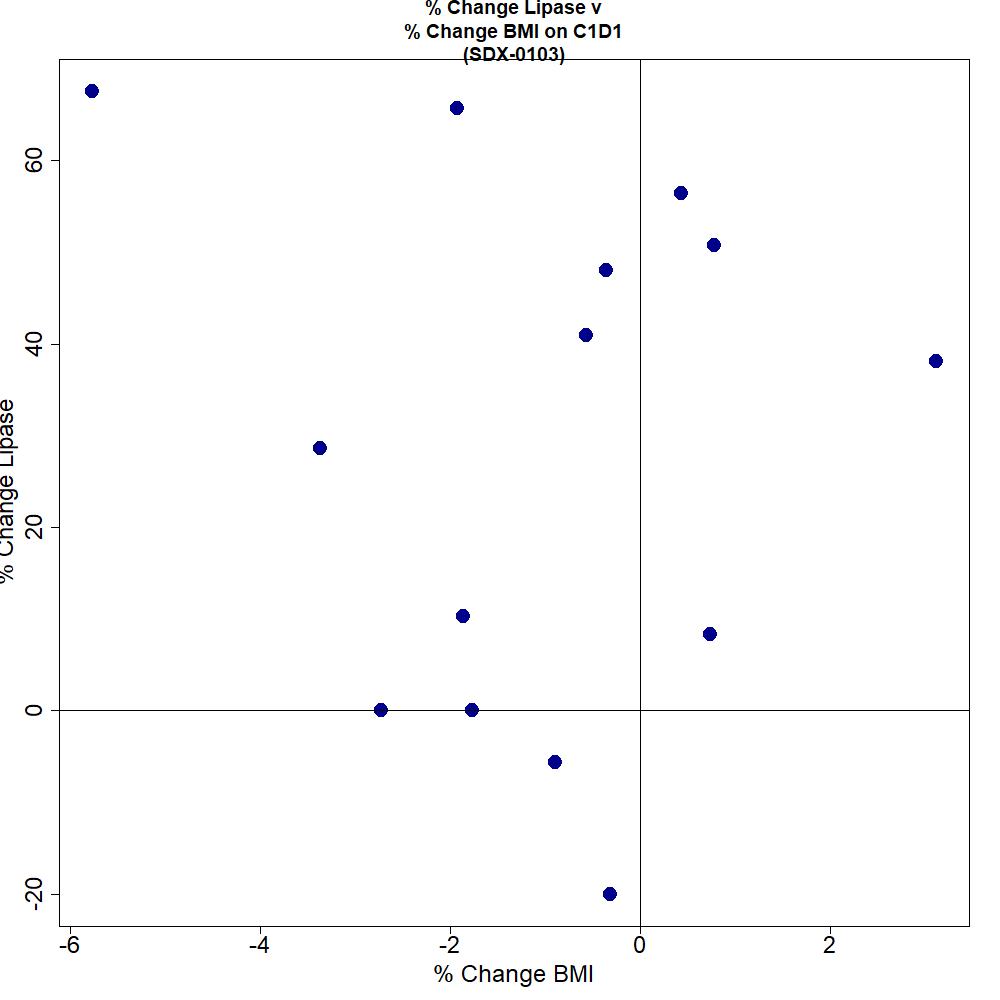 % Change Lipase v
% Change BMI on C1D1
(SDX-0103)
60
40
20
0
-20
% Change Lipase
-6
-4
-2
0
2
% Change BMI